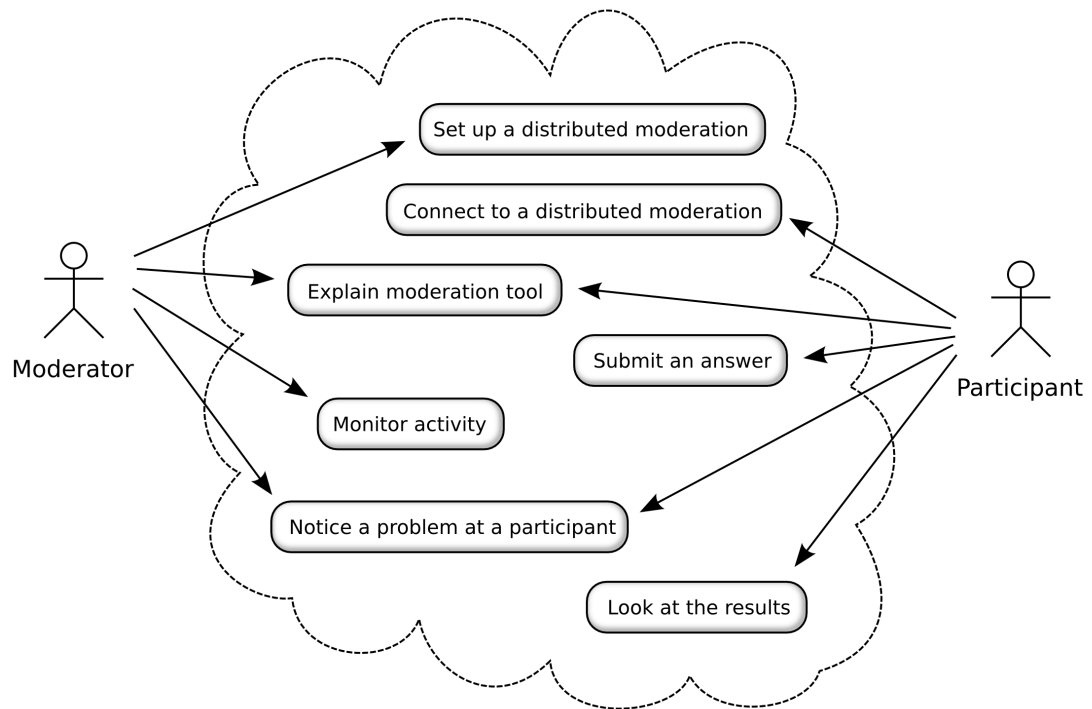 Set up a distributed moderation
Connect to a distributed moderation
Explain moderation tool
Submit an answer
Moderator
Participant
Monitor activity
Notice a problem at a participant
Look at the results